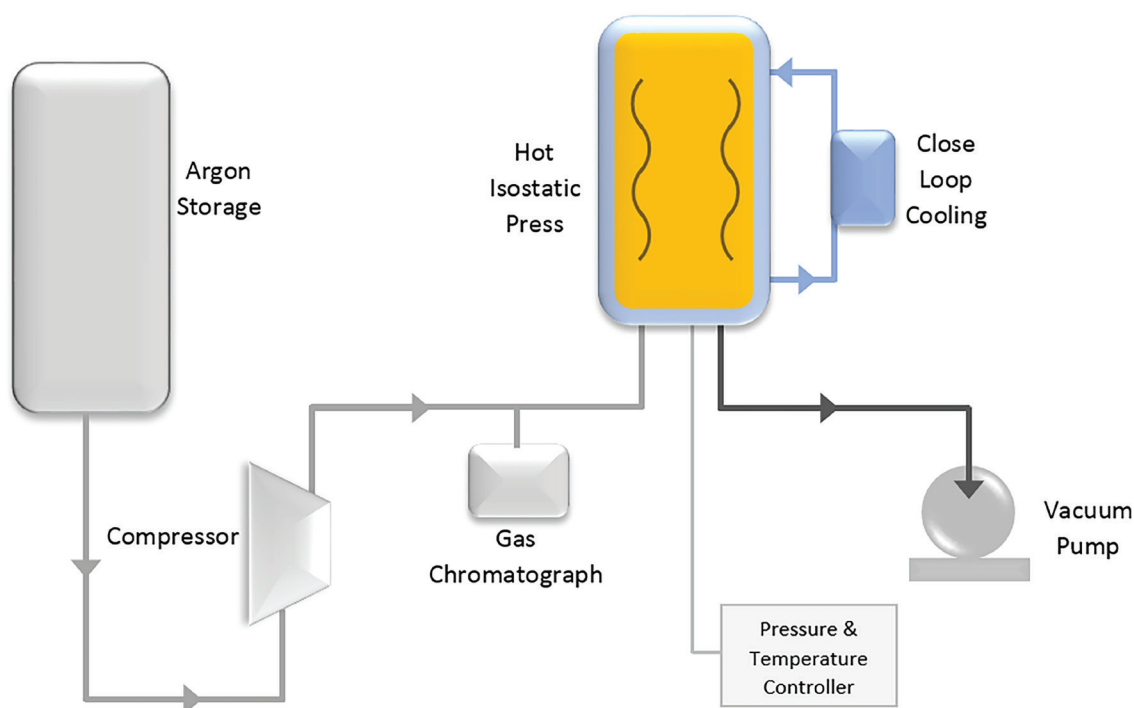 Argon
Storage
Hot
Isostatic
Press
Close
Loop
Cooling
Compressor
Gas
Chromatograph
Vacuum
Pump
Pressure &
Temperature
Controller